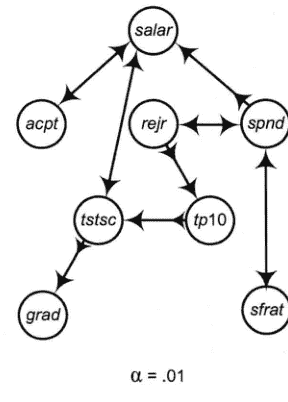 salar
acpt rejr spnd
tstsc tp10
grad sfrat
α = .01